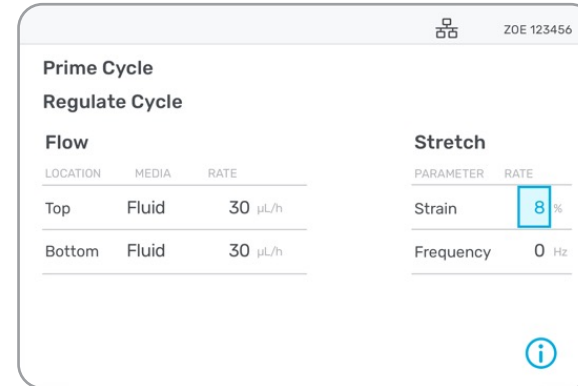 ZOE 123456
Prime Cycle
Regulate Cycle
Flow Stretch
LOCATION MEDIA RATE PARAMETER RATE
Top Fluid 30 µL/h Strain 8 %
Bottom Fluid 30 µL/h Frequency 0 Hz